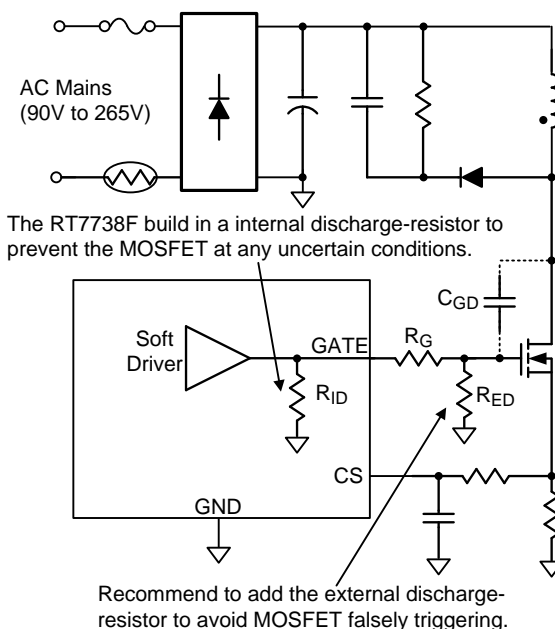 AC Mains
(90V to 265V)
The RT7738F build in a internal discharge-resistor to
prevent the MOSFET at any uncertain conditions.
CGD
Soft
Driver
GATE
RG
RID
RED
CS
GND
Recommend to add the external discharge-
resistor to avoid MOSFET falsely triggering.